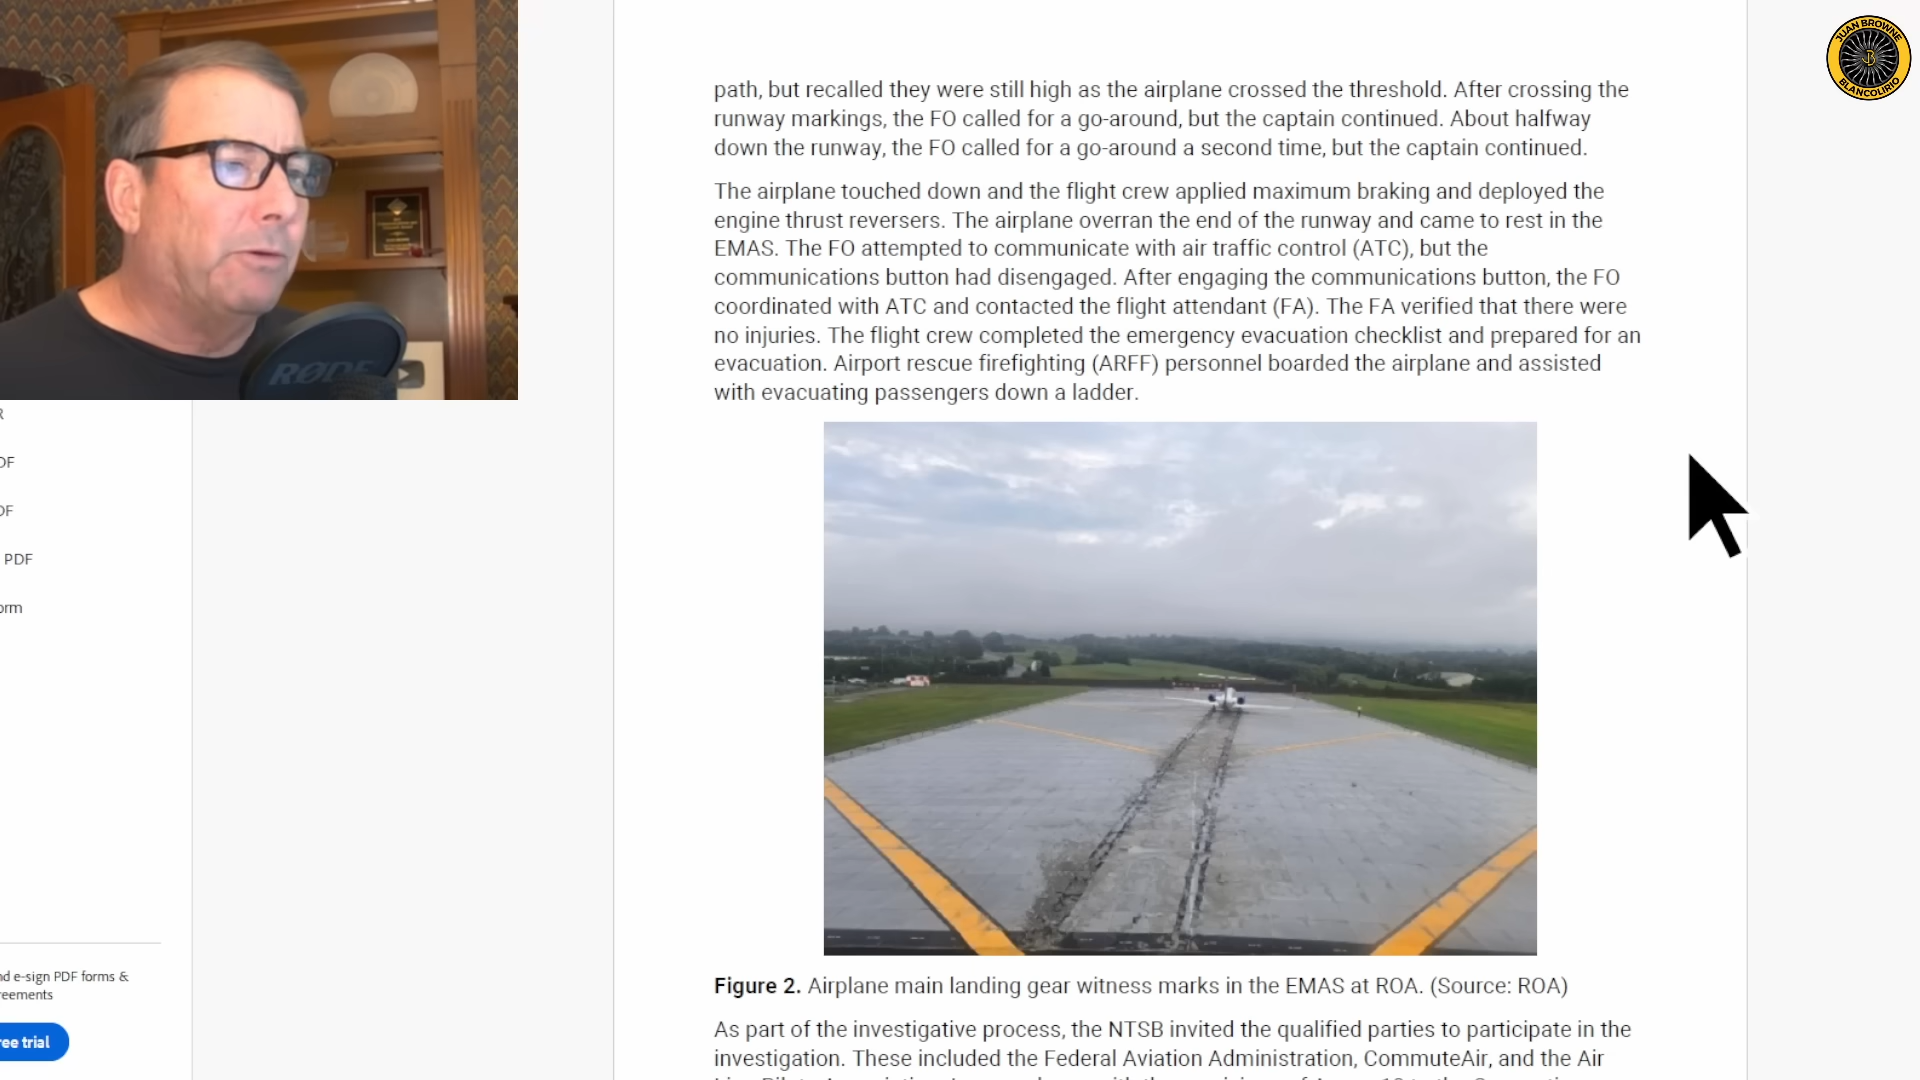 JUAN BROWNE
BLANCOLIRIO
path, but recalled they were still high as the airplane crossed the threshold. After crossing the
runway markings, the FO called for a go-around, but the captain continued. About halfway
down the runway, the FO called for a go-around a second time, but the captain continued.
The airplane touched down and the flight crew applied maximum braking and deployed the
engine thrust reversers. The airplane overran the end of the runway and came to rest in the
EMAS. The FO attempted to communicate with air traffic control (ATC), but the
communications button had disengaged. After engaging the communications button, the FO
coordinated with ATC and contacted the flight attendant (FA). The FA verified that there were
no injuries. The flight crew completed the emergency evacuation checklist and prepared for an
evacuation. Airport rescue firefighting (ARFF) personnel boarded the airplane and assisted
with evacuating passengers down a ladder.
RØDE
R
DF
DF
PDF
orm
nd e-sign PDF forms &
reements
ree trial
Figure 2. Airplane main landing gear witness marks in the EMAS at ROA. (Source: ROA)
As part of the investigative process, the NTSB invited the qualified parties to participate in the
investigation. These included the Federal Aviation Administration, CommuteAir, and the Air